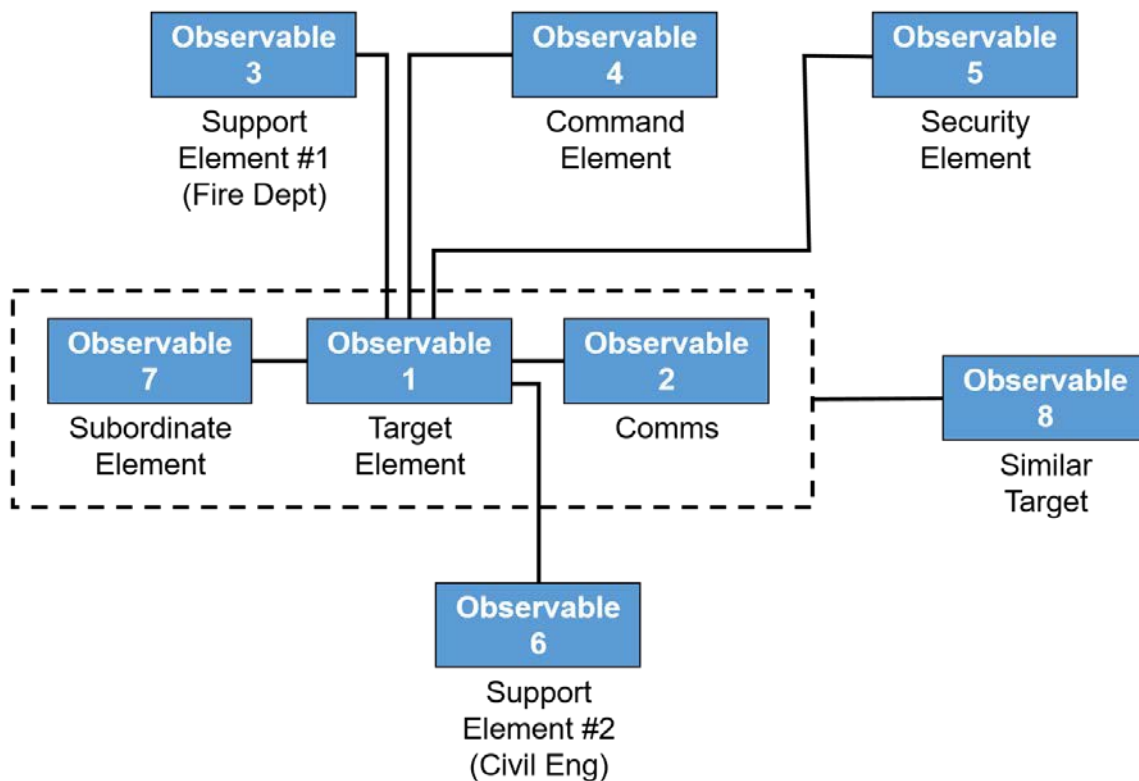 Observable
3
Support
Element #1
(Fire Dept)
Observable
4
Command
Element
Observable
5
Security
Element
Observable
7
Subordinate
Element
Observable
1
Target
Element
Observable
2
Comms
Observable
8
Similar
Target
Observable
6
Support
Element #2
(Civil Eng)